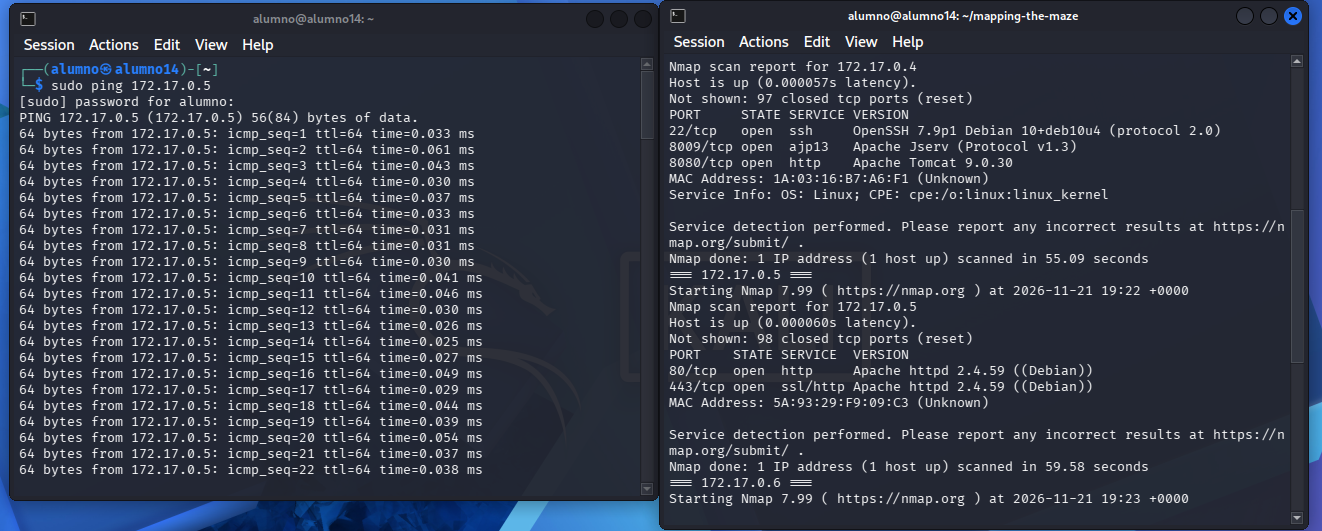 alumno@alumno14: ~
Session Actions Edit View Help
┌──(alumno㉿alumno14)-[~]
└─$ sudo ping 172.17.0.5
[sudo] password for alumno:
PING 172.17.0.5 (172.17.0.5) 56(84) bytes of data.
64 bytes from 172.17.0.5: icmp_seq=1 ttl=64 time=0.033 ms
64 bytes from 172.17.0.5: icmp_seq=2 ttl=64 time=0.061 ms
64 bytes from 172.17.0.5: icmp_seq=3 ttl=64 time=0.043 ms
64 bytes from 172.17.0.5: icmp_seq=4 ttl=64 time=0.030 ms
64 bytes from 172.17.0.5: icmp_seq=5 ttl=64 time=0.037 ms
64 bytes from 172.17.0.5: icmp_seq=6 ttl=64 time=0.033 ms
64 bytes from 172.17.0.5: icmp_seq=7 ttl=64 time=0.031 ms
64 bytes from 172.17.0.5: icmp_seq=8 ttl=64 time=0.031 ms
64 bytes from 172.17.0.5: icmp_seq=9 ttl=64 time=0.030 ms
64 bytes from 172.17.0.5: icmp_seq=10 ttl=64 time=0.041 ms
64 bytes from 172.17.0.5: icmp_seq=11 ttl=64 time=0.046 ms
64 bytes from 172.17.0.5: icmp_seq=12 ttl=64 time=0.030 ms
64 bytes from 172.17.0.5: icmp_seq=13 ttl=64 time=0.026 ms
64 bytes from 172.17.0.5: icmp_seq=14 ttl=64 time=0.025 ms
64 bytes from 172.17.0.5: icmp_seq=15 ttl=64 time=0.027 ms
64 bytes from 172.17.0.5: icmp_seq=16 ttl=64 time=0.049 ms
64 bytes from 172.17.0.5: icmp_seq=17 ttl=64 time=0.029 ms
64 bytes from 172.17.0.5: icmp_seq=18 ttl=64 time=0.044 ms
64 bytes from 172.17.0.5: icmp_seq=19 ttl=64 time=0.039 ms
64 bytes from 172.17.0.5: icmp_seq=20 ttl=64 time=0.054 ms
64 bytes from 172.17.0.5: icmp_seq=21 ttl=64 time=0.037 ms
64 bytes from 172.17.0.5: icmp_seq=22 ttl=64 time=0.038 ms
alumno@alumno14: ~/mapping-the-maze
Session Actions Edit View Help
Nmap scan report for 172.17.0.4
Host is up (0.000057s latency).
Not shown: 97 closed tcp ports (reset)
PORT     STATE SERVICE VERSION
22/tcp   open  ssh     OpenSSH 7.9p1 Debian 10+deb10u4 (protocol 2.0)
8009/tcp open  ajp13   Apache Jserv (Protocol v1.3)
8080/tcp open  http    Apache Tomcat 9.0.30
MAC Address: 1A:03:16:B7:A6:F1 (Unknown)
Service Info: OS: Linux; CPE: cpe:/o:linux:linux_kernel
Service detection performed. Please report any incorrect results at https://n
map.org/submit/ .
Nmap done: 1 IP address (1 host up) scanned in 55.09 seconds
=== 172.17.0.5 ===
Starting Nmap 7.99 ( https://nmap.org ) at 2026-11-21 19:22 +0000
Nmap scan report for 172.17.0.5
Host is up (0.000060s latency).
Not shown: 98 closed tcp ports (reset)
PORT    STATE SERVICE  VERSION
80/tcp  open  http     Apache httpd 2.4.59 ((Debian))
443/tcp open  ssl/http Apache httpd 2.4.59 ((Debian))
MAC Address: 5A:93:29:F9:09:C3 (Unknown)
Service detection performed. Please report any incorrect results at https://n
map.org/submit/ .
Nmap done: 1 IP address (1 host up) scanned in 59.58 seconds
=== 172.17.0.6 ===
Starting Nmap 7.99 ( https://nmap.org ) at 2026-11-21 19:23 +0000